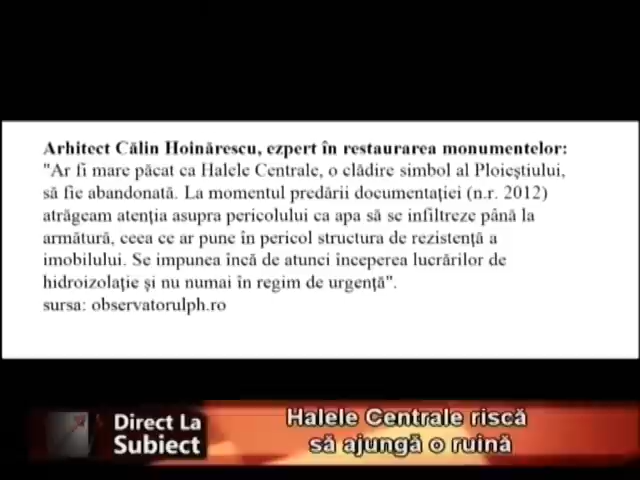 Arhitect Călin Hoinărescu, ezpert în restaurarea monumentelor:
"Ar fi mare păcat ca Halele Centrale, o clădire simbol al Ploieștiului,
să fie abandonată. La momentul predării documentației (n.r. 2012)
atrăgeam atenția asupra pericolului ca apa să se infiltreze până la
armătură, ceea ce ar pune în pericol structura de rezistență a
imobilului. Se impunea încă de atunci începerea lucrărilor de
hidroizolație și nu numai în regim de urgență".
sursa: observatorulph.ro
Direct La
Subiect
Halele Centrale riscă
să ajungă o ruină